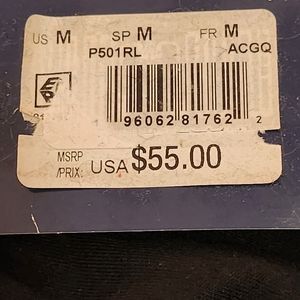 US M SP M FR M
P501RL ACGQ
96062 81762 2
MSRP
/PRIX: USA $55.00